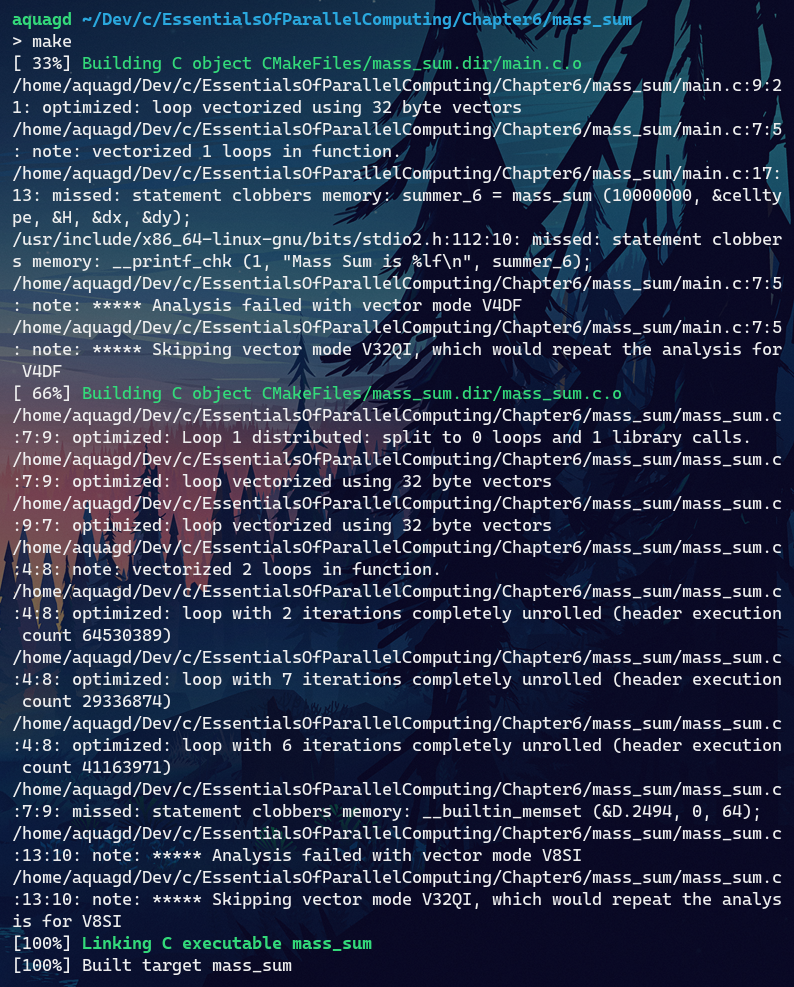 aquagd ~/Dev/c/EssentialsOfParallelComputing/Chapter6/mass_sum
> make
[ 33%] Building C object CMakeFiles/mass_sum.dir/main.c.o
/home/aquagd/Dev/c/EssentialsOfParallelComputing/Chapter6/mass_sum/main.c:9:2
1: optimized: loop vectorized using 32 byte vectors
/home/aquagd/Dev/c/EssentialsOfParallelComputing/Chapter6/mass_sum/main.c:7:5
: note: vectorized 1 loops in function.
/home/aquagd/Dev/c/EssentialsOfParallelComputing/Chapter6/mass_sum/main.c:17:
13: missed: statement clobbers memory: summer_6 = mass_sum (10000000, &cellty
pe, &H, &dx, &dy);
/usr/include/x86_64-linux-gnu/bits/stdio2.h:112:10: missed: statement clobber
s memory: __printf_chk (1, "Mass Sum is %lf\n", summer_6);
/home/aquagd/Dev/c/EssentialsOfParallelComputing/Chapter6/mass_sum/main.c:7:5
: note: ***** Analysis failed with vector mode V4DF
/home/aquagd/Dev/c/EssentialsOfParallelComputing/Chapter6/mass_sum/main.c:7:5
: note: ***** Skipping vector mode V32QI, which would repeat the analysis for
 V4DF
[ 66%] Building C object CMakeFiles/mass_sum.dir/mass_sum.c.o
/home/aquagd/Dev/c/EssentialsOfParallelComputing/Chapter6/mass_sum/mass_sum.c
:7:9: optimized: Loop 1 distributed: split to 0 loops and 1 library calls.
/home/aquagd/Dev/c/EssentialsOfParallelComputing/Chapter6/mass_sum/mass_sum.c
:7:9: optimized: loop vectorized using 32 byte vectors
/home/aquagd/Dev/c/EssentialsOfParallelComputing/Chapter6/mass_sum/mass_sum.c
:9:7: optimized: loop vectorized using 32 byte vectors
/home/aquagd/Dev/c/EssentialsOfParallelComputing/Chapter6/mass_sum/mass_sum.c
:4:8: note: vectorized 2 loops in function.
/home/aquagd/Dev/c/EssentialsOfParallelComputing/Chapter6/mass_sum/mass_sum.c
:4:8: optimized: loop with 2 iterations completely unrolled (header execution
 count 64530389)
/home/aquagd/Dev/c/EssentialsOfParallelComputing/Chapter6/mass_sum/mass_sum.c
:4:8: optimized: loop with 7 iterations completely unrolled (header execution
 count 29336874)
/home/aquagd/Dev/c/EssentialsOfParallelComputing/Chapter6/mass_sum/mass_sum.c
:4:8: optimized: loop with 6 iterations completely unrolled (header execution
 count 41163971)
/home/aquagd/Dev/c/EssentialsOfParallelComputing/Chapter6/mass_sum/mass_sum.c
:7:9: missed: statement clobbers memory: __builtin_memset (&D.2494, 0, 64);
/home/aquagd/Dev/c/EssentialsOfParallelComputing/Chapter6/mass_sum/mass_sum.c
:13:10: note: ***** Analysis failed with vector mode V8SI
/home/aquagd/Dev/c/EssentialsOfParallelComputing/Chapter6/mass_sum/mass_sum.c
:13:10: note: ***** Skipping vector mode V32QI, which would repeat the analys
is for V8SI
[100%] Linking C executable mass_sum
[100%] Built target mass_sum